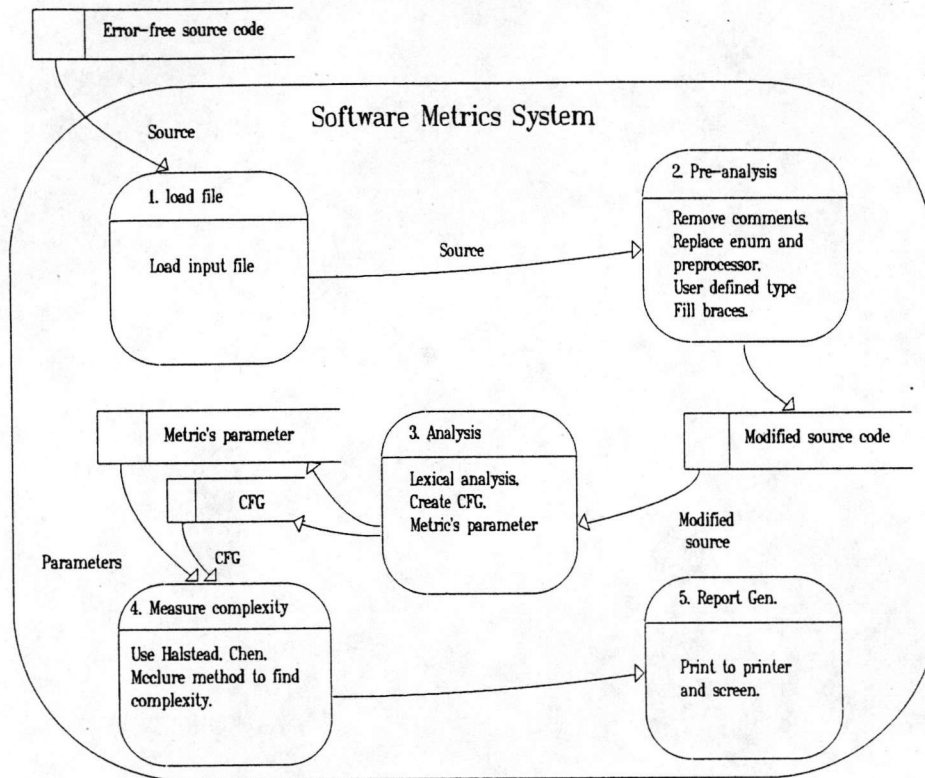 Error-free source code
Software Metrics System
Source
1. load file
Load input file
Source
2. Pre-analysis
Remove comments.
Replace enum and
preprocessor.
User defined type
Fill braces.
Modified source code
Modified
source
3. Analysis
Lexical analysis.
Create CFG.
Metric's parameter
Metric's parameter
CFG
Parameters
CFG
4. Measure complexity
Use Halstead. Chen.
Mcclure method to find
complexity.
5. Report Gen.
Print to printer
and screen.